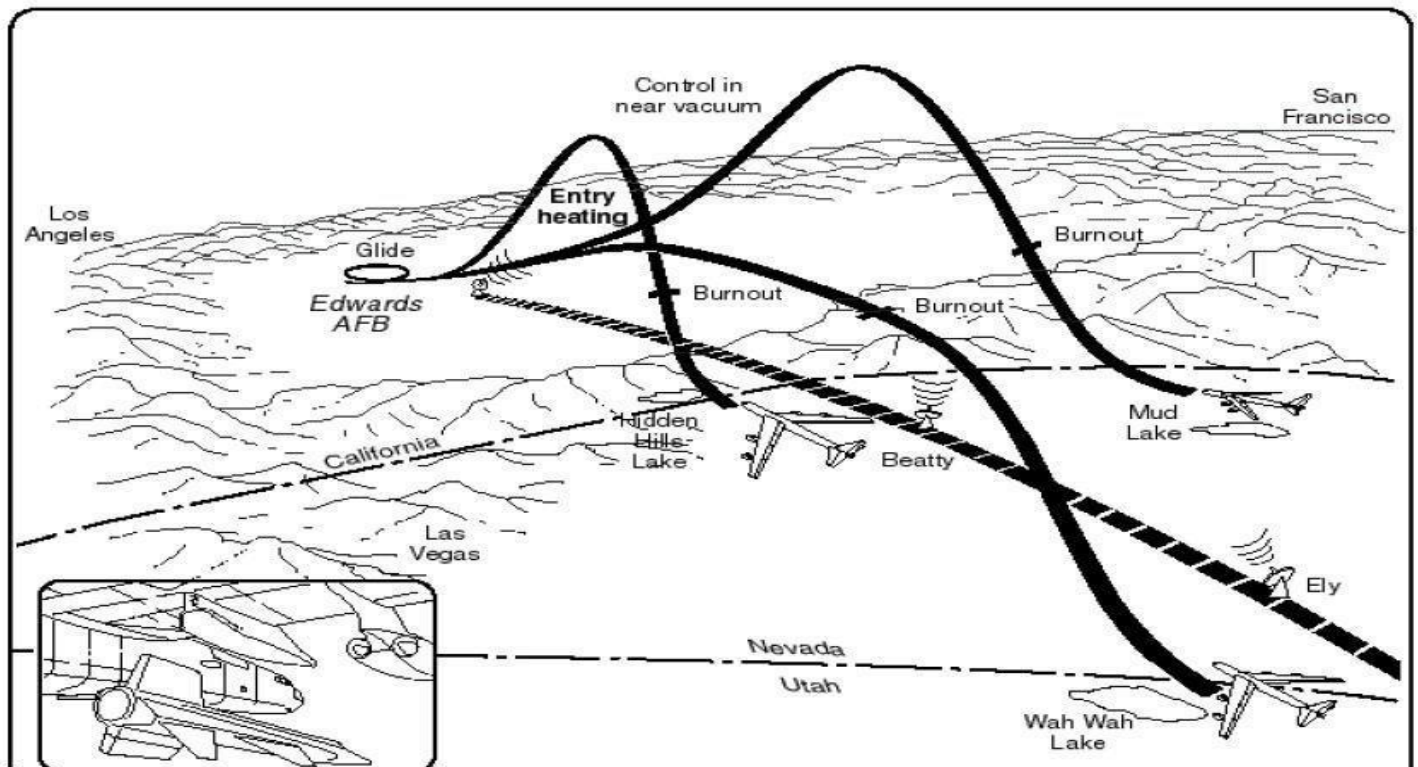 Control in
near vacuum
San
Francisco
Entry
heating
Los
Angeles
Glide
Burnout
Edwards
AFB
Burnout
Burnout
Mud
Lake
Hidden
Hills
Lake
California
Beatty
Las
Vegas
Ely
Nevada
Utah
Wah Wah
Lake